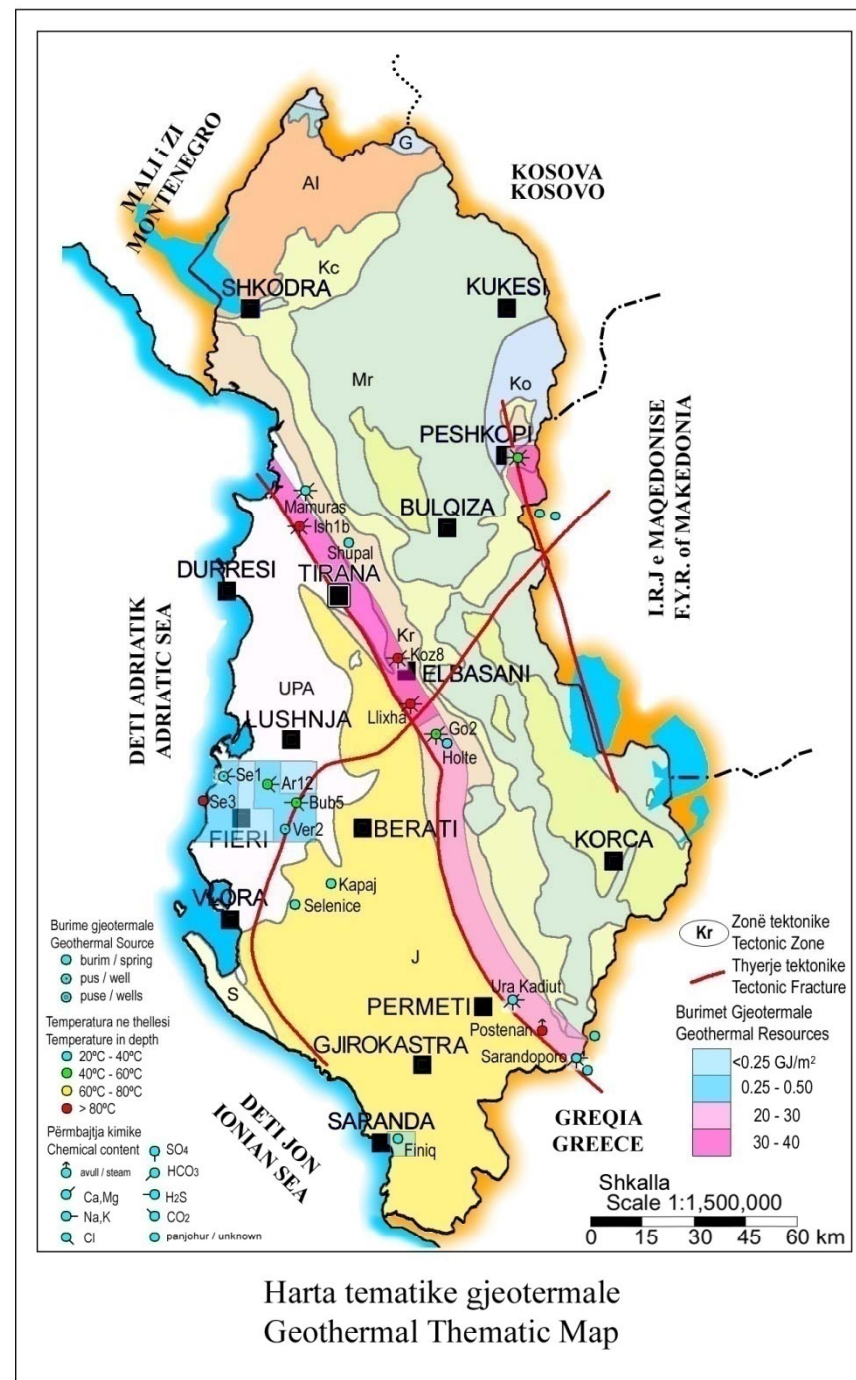 MALI i ZI
MONTENEGRO
KOSOVA
KOSOVO
G
Al
Kc
SHKODRA
KUKESI
Mr
Ko
PESHKOPI
I.R.J e MAQEDONISE
F.Y.R. of MAKEDONIA
Mamuras
Ish1b
BULQIZA
Shupal
DURRESI
TIRANA
DETI ADRIATIK
ADRIATIC SEA
Kr
Koz8
ELBASANI
UPA
Llixha
LUSHNJA
Go2
Holte
Se1
Ar12
Se3
Bub5
FIERI
Ver2
BERATI
KORCA
Kapaj
Selenice
VLORA
J
S
Ura Kadiut
PERMETI
Postenan
GJIROKASTRA
Sarandoporo
SARANDA
Finiq
DETI JON
IONIAN SEA
GREQIA
GREECE
Burime gjeotermale
Geothermal Source
burim / spring
pus / well
puse / wells
Temperatura ne thellesi
Temperature in depth
20ºC - 40ºC
40ºC - 60ºC
60ºC - 80ºC
> 80ºC
Përmbajtja kimike
Chemical content
avull / steam
Ca,Mg
Na,K
Cl
SO4
HCO3
H2S
CO2
panjohur / unknown
Kr
Zonë tektonike
Tectonic Zone
Thyerje tektonike
Tectonic Fracture
Burimet Gjeotermale
Geothermal Resources
<0.25 GJ/m²
0.25 - 0.50
20 - 30
30 - 40
Shkalla
Scale 1:1,500,000
0 15 30 45 60 km
Harta tematike gjeotermale
Geothermal Thematic Map